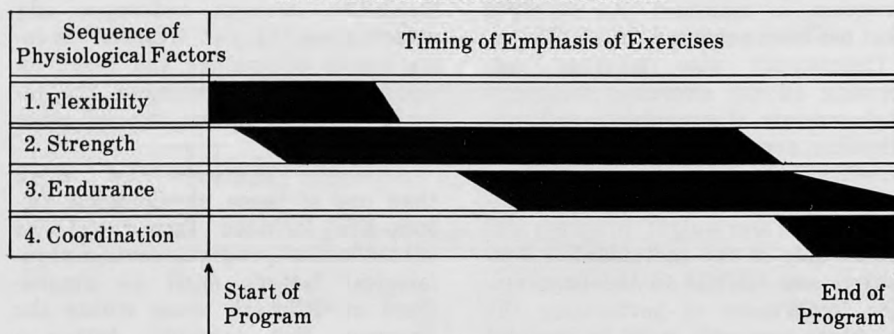 Sequence of
Physiological Factors
Timing of Emphasis of Exercises
1. Flexibility
2. Strength
3. Endurance
4. Coordination
Start of
Program
End of
Program